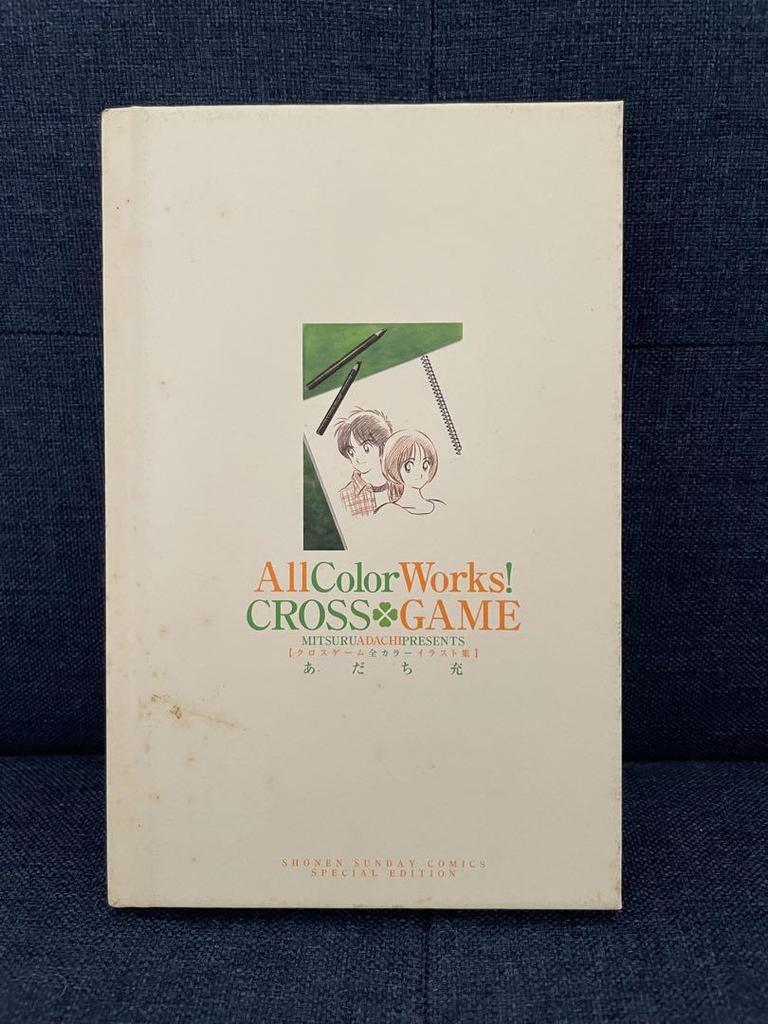 AllColorWorks!
CROSS☘GAME
MITSURUADACHIPRESENTS
【クロスゲーム全カラーイラスト集】
あだち充
SHONEN SUNDAY COMICS
SPECIAL EDITION